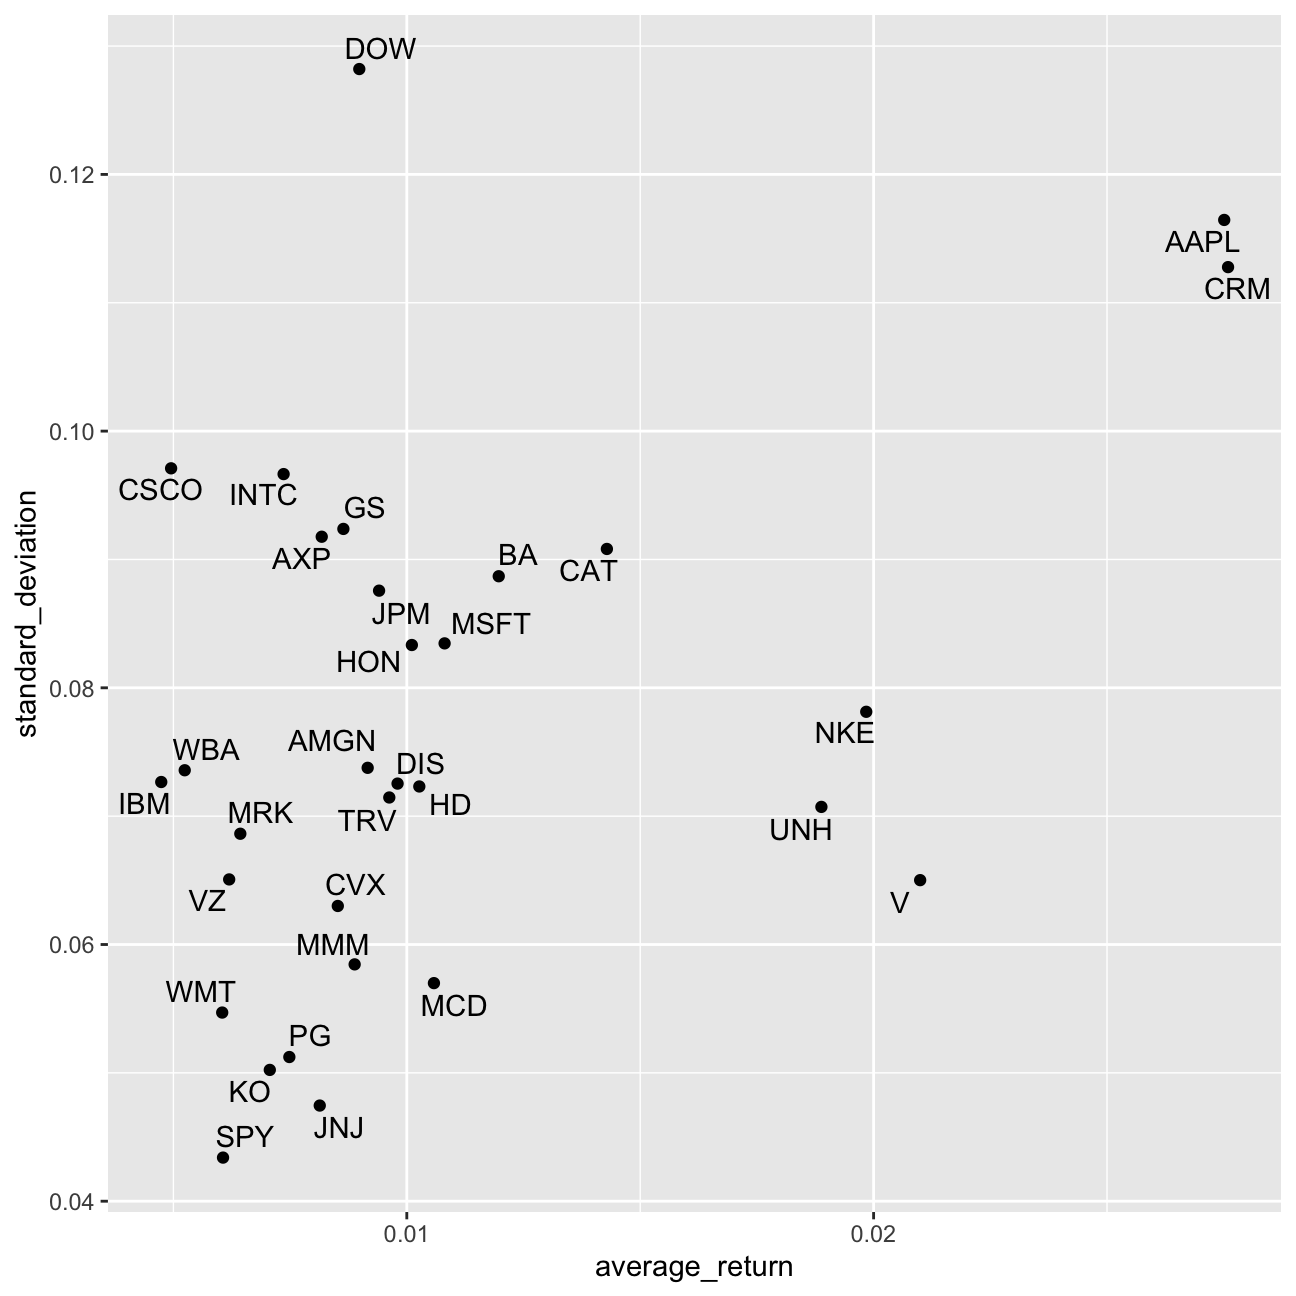 DOW
0.12
AAPL
CRM
0.10
CSCO
INTC
GS
AXP
BA
CAT
JPM
MSFT
HON
standard_deviation
0.08
NKE
AMGN
WBA
DIS
IBM
HD
MRK
TRV
UNH
CVX
VZ
V
0.06
MMM
WMT
MCD
PG
KO
JNJ
SPY
0.04
0.01
0.02
average_return